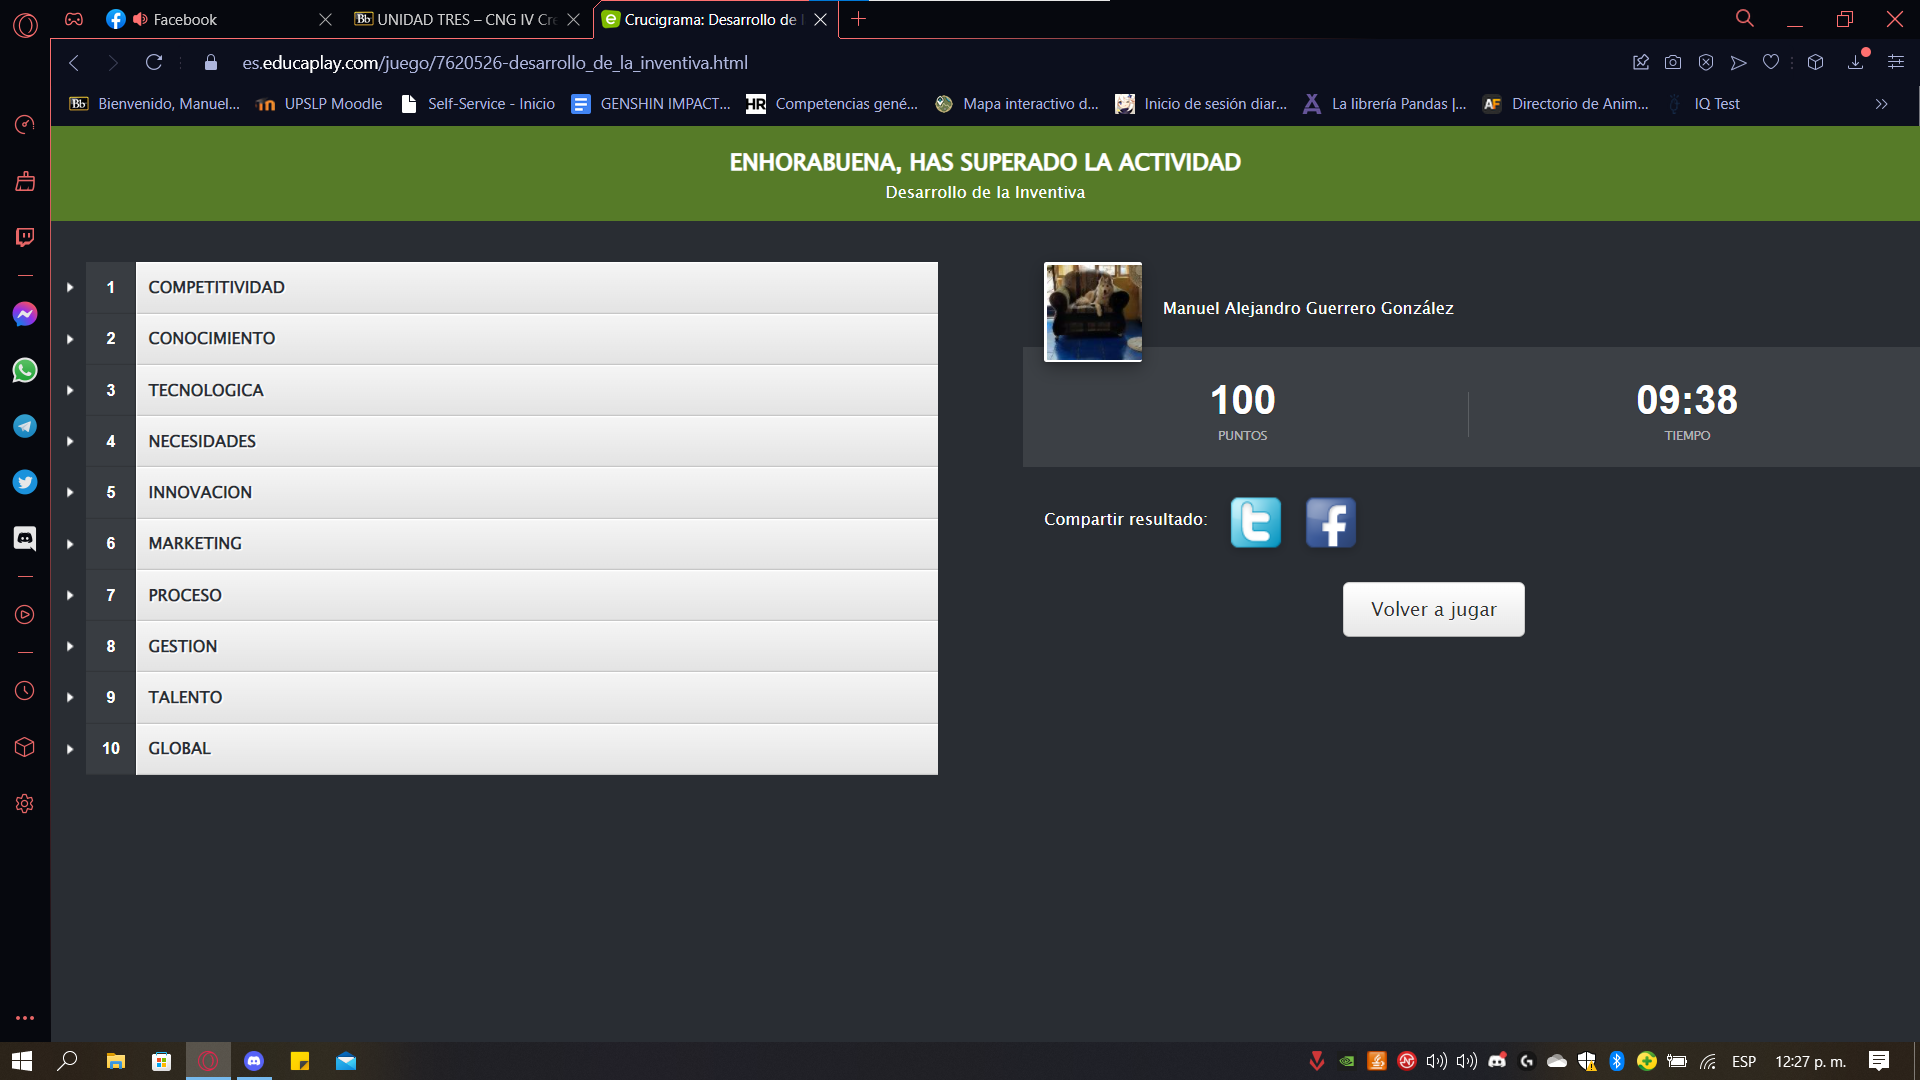 Facebook
UNIDAD TRES – CNG IV Cre
Crucigrama: Desarrollo de l
es.educaplay.com/juego/7620526-desarrollo_de_la_inventiva.html
Bienvenido, Manuel...
UPSLP Moodle
Self-Service - Inicio
GENSHIN IMPACT...
Competencias gené...
Mapa interactivo d...
Inicio de sesión diar...
La librería Pandas |...
Directorio de Anim...
IQ Test
ENHORABUENA, HAS SUPERADO LA ACTIVIDAD
Desarrollo de la Inventiva
1 COMPETITIVIDAD
2 CONOCIMIENTO
3 TECNOLOGICA
4 NECESIDADES
5 INNOVACION
6 MARKETING
7 PROCESO
8 GESTION
9 TALENTO
10 GLOBAL
Manuel Alejandro Guerrero González
100
PUNTOS
09:38
TIEMPO
Compartir resultado:
Volver a jugar
ESP
12:27 p. m.